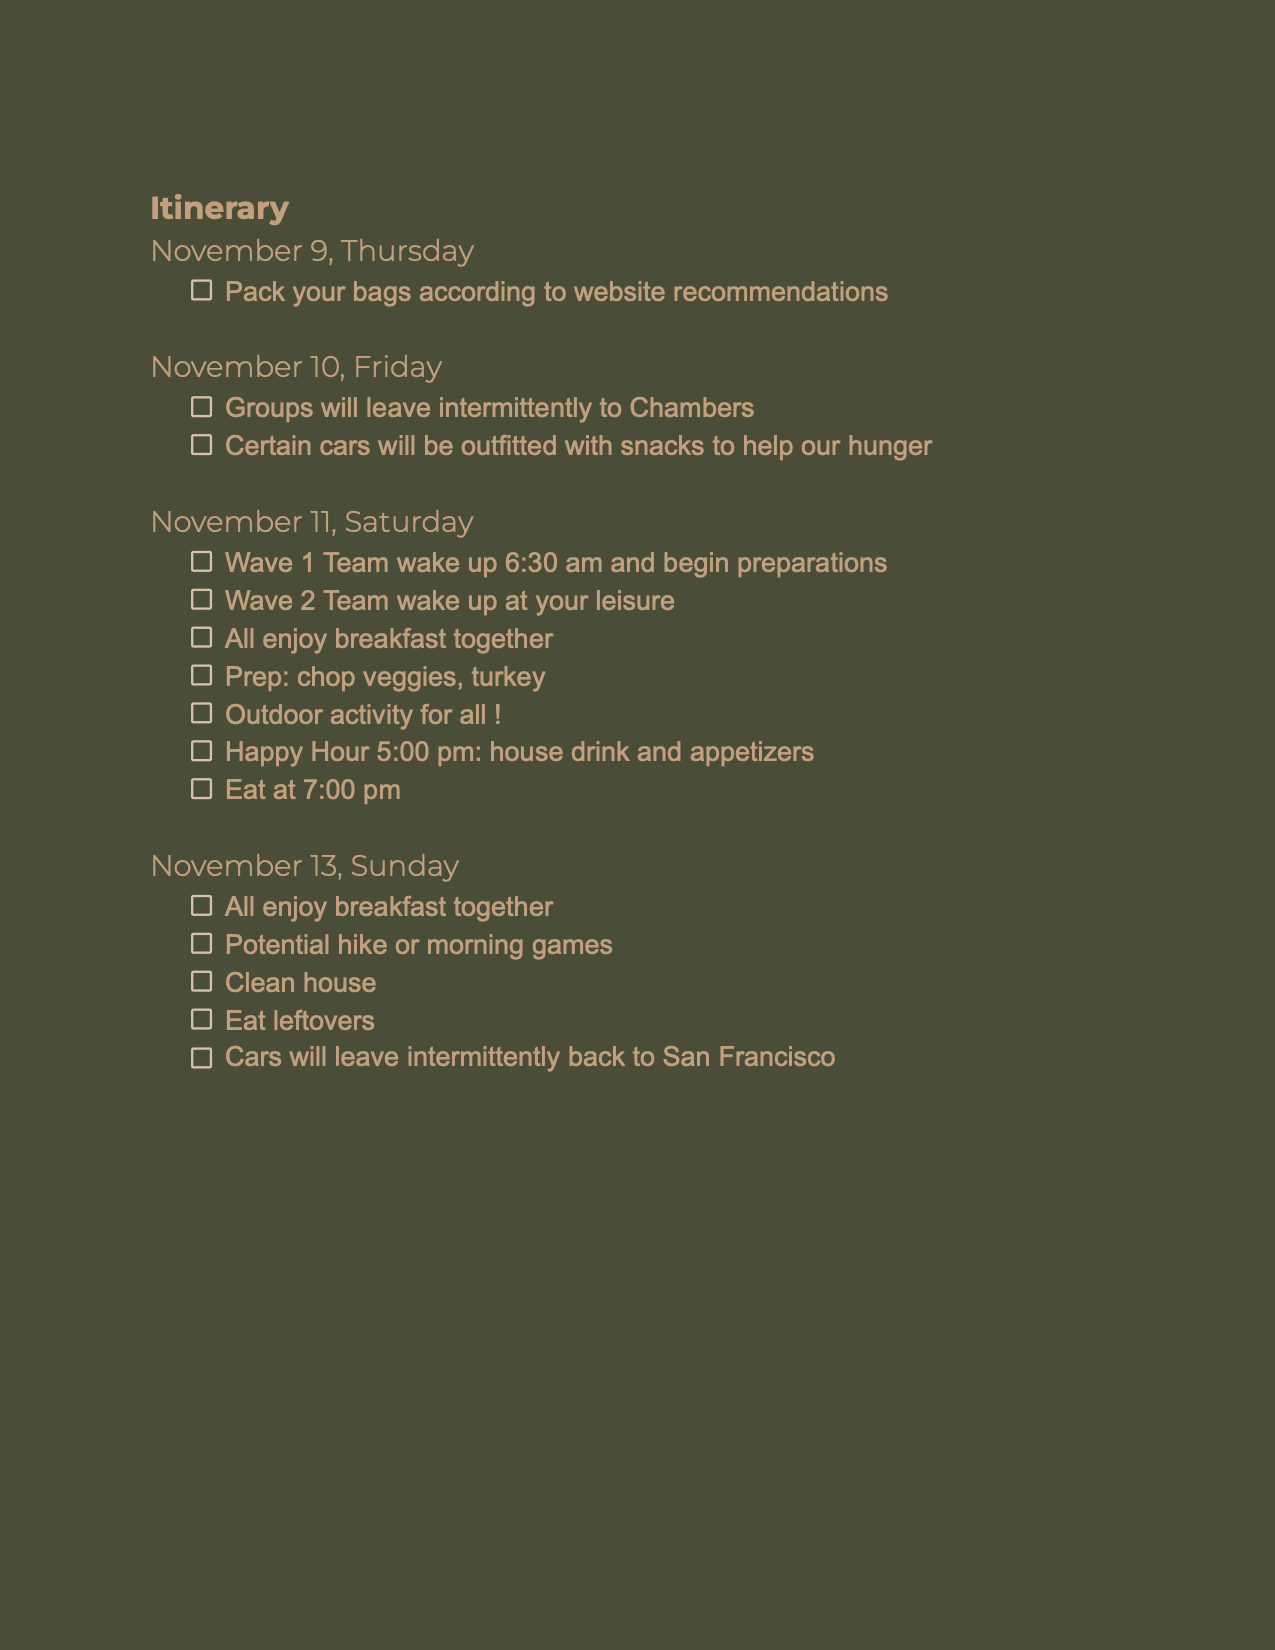 Itinerary
November 9, Thursday
☐ Pack your bags according to website recommendations
November 10, Friday
☐ Groups will leave intermittently to Chambers
☐ Certain cars will be outfitted with snacks to help our hunger
November 11, Saturday
☐ Wave 1 Team wake up 6:30 am and begin preparations
☐ Wave 2 Team wake up at your leisure
☐ All enjoy breakfast together
☐ Prep: chop veggies, turkey
☐ Outdoor activity for all !
☐ Happy Hour 5:00 pm: house drink and appetizers
☐ Eat at 7:00 pm
November 13, Sunday
☐ All enjoy breakfast together
☐ Potential hike or morning games
☐ Clean house
☐ Eat leftovers
☐ Cars will leave intermittently back to San Francisco